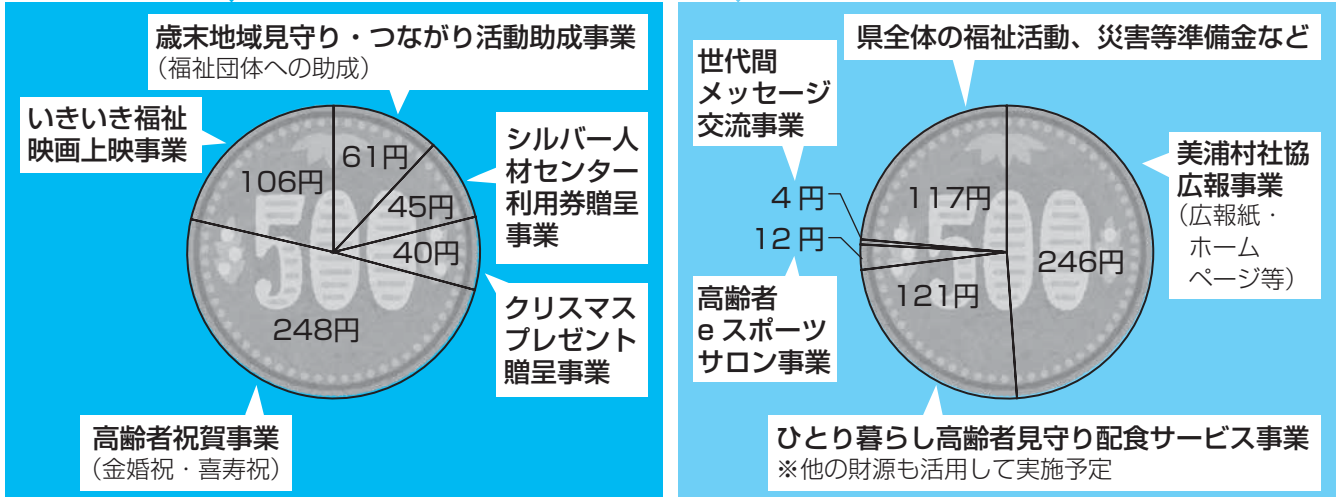 歳末地域見守り・つながり活動助成事業
（福祉団体への助成）
いきいき福祉
映画上映事業
シルバー人
材センター
利用券贈呈
事業
61円
106円
45円
40円
248円
500
クリスマス
プレゼント
贈呈事業
高齢者祝賀事業
（金婚祝・喜寿祝）
県全体の福祉活動、災害等準備金など
世代間
メッセージ
交流事業
美浦村社協
広報事業
（広報紙・
ホーム
ページ等）
117円
4円
12円
246円
121円
500
高齢者
eスポーツ
サロン事業
ひとり暮らし高齢者見守り配食サービス事業
※他の財源も活用して実施予定